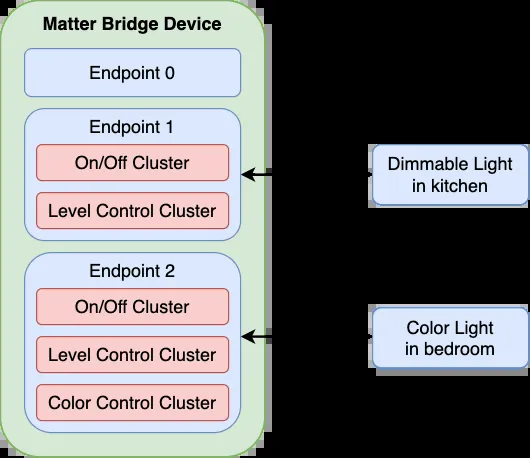 Matter Bridge Device
Endpoint 0
Endpoint 1
On/Off Cluster
Level Control Cluster
Dimmable Light
in kitchen
Endpoint 2
On/Off Cluster
Level Control Cluster
Color Control Cluster
Color Light
in bedroom